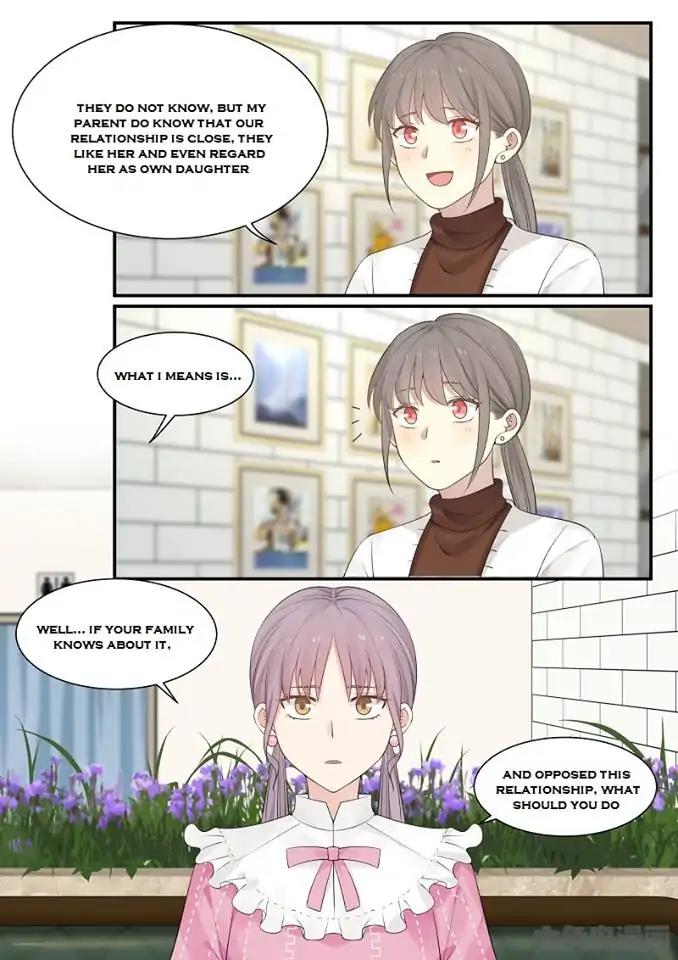 THEY DO NOT KNOW, BUT MY
PARENT DO KNOW THAT OUR
RELATIONSHIP IS CLOSE, THEY
LIKE HER AND EVEN REGARD
HER AS OWN DAUGHTER
WHAT I MEANS IS...
WELL... IF YOUR FAMILY
KNOWS ABOUT IT,
AND OPPOSED THIS
RELATIONSHIP, WHAT
SHOULD YOU DO